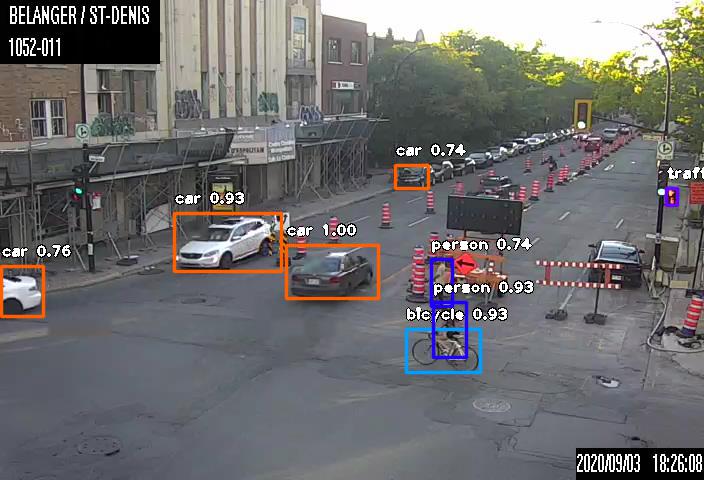 BELANGER / ST-DENIS
1052-011
car 0.74
traf
car 0.93
car 1.00
person 0.74
car 0.76
person 0.93
bicycle 0.93
2020/09/03 18:26:08